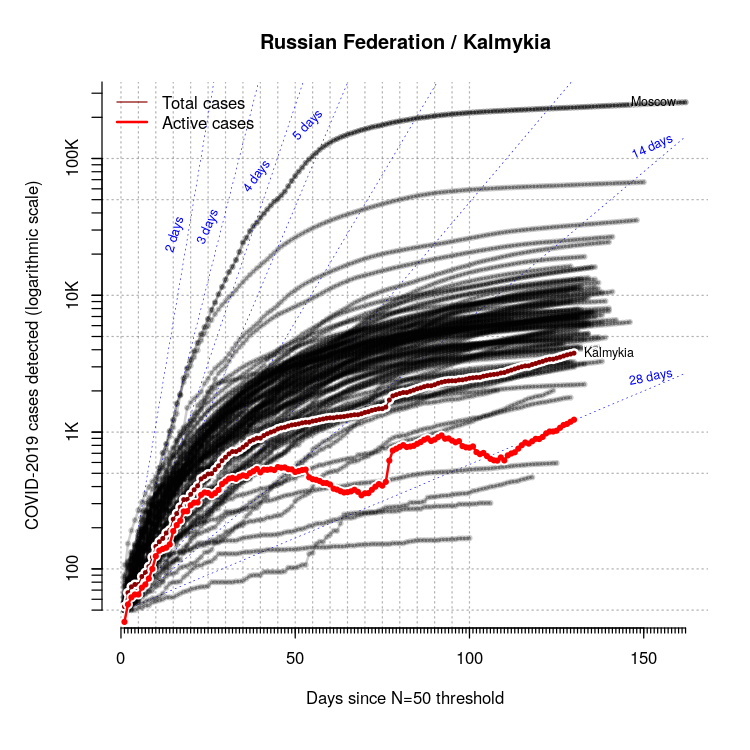 Russian Federation / Kalmykia
Total cases
Active cases
Moscow
2 days
3 days
4 days
5 days
14 days
28 days
Kalmykia
100K
10K
1K
100
COVID-2019 cases detected (logarithmic scale)
0 50 100 150
Days since N=50 threshold